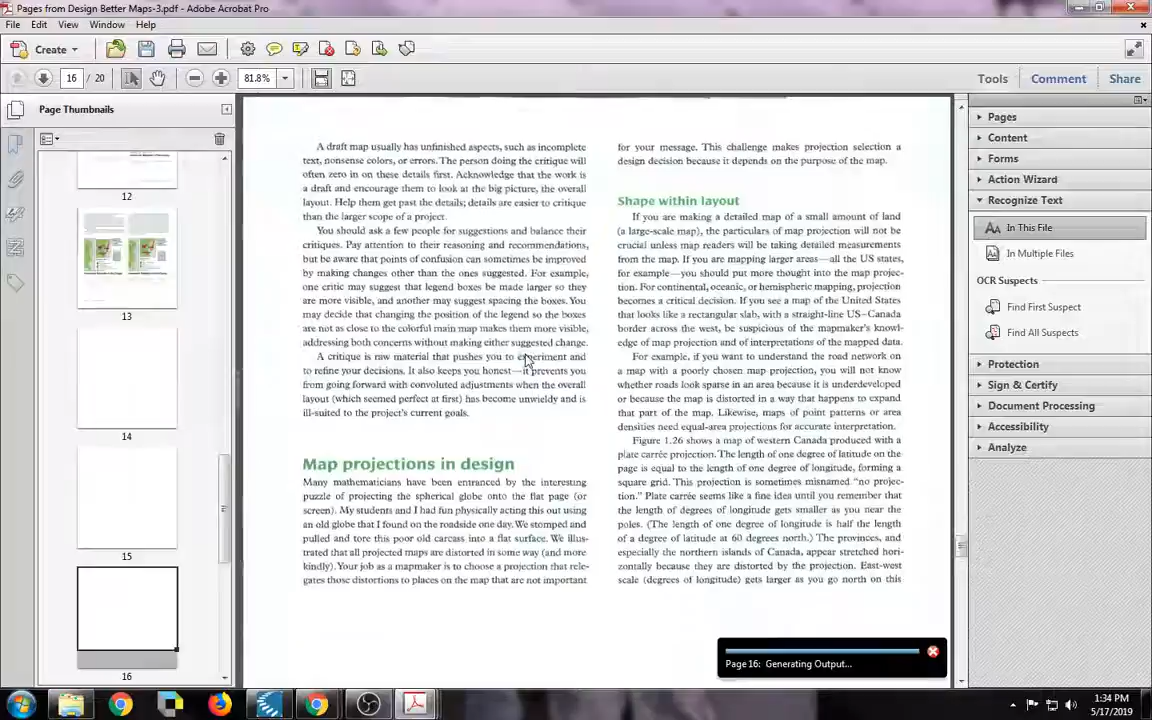 Pages from Design Better Maps-3.pdf - Adobe Acrobat Pro
File Edit View Window Help
Create
16 / 20 81.8% Tools Comment Share
Page Thumbnails
12
13
14
15
16
A draft map usually has unfinished aspects, such as incomplete
text, nonsense colors, or errors. The person doing the critique will
often zero in on these details first. Acknowledge that the work is
a draft and encourage them to look at the big picture, the overall
layout. Help them get past the details; details are easier to critique
than the larger scope of a project.
You should ask a few people for suggestions and balance their
critiques. Pay attention to their reasoning and recommendations,
but be aware that points of confusion can sometimes be improved
by making changes other than the ones suggested. For example,
one critic may suggest that legend boxes be made larger so they
are more visible, and another may suggest spacing the boxes. You
may decide that changing the position of the legend so the boxes
are not as close to the colorful main map makes them more visible,
addressing both concerns without making either suggested change.
A critique is raw material that pushes you to experiment and
to refine your decisions. It also keeps you honest—it prevents you
from going forward with convoluted adjustments when the overall
layout (which seemed perfect at first) has become unwieldy and is
ill-suited to the project's current goals.
Map projections in design
Many mathematicians have been entranced by the interesting
puzzle of projecting the spherical globe onto the flat page (or
screen). My students and I had fun physically acting this out using
an old globe that I found on the roadside one day. We stomped and
pulled and tore this poor old carcass into a flat surface. We illus-
trated that all projected maps are distorted in some way (and more
kindly). Your job as a mapmaker is to choose a projection that rele-
gates those distortions to places on the map that are not important
for your message. This challenge makes projection selection a
design decision because it depends on the purpose of the map.
Shape within layout
If you are making a detailed map of a small amount of land
(a large-scale map), the particulars of map projection will not be
crucial unless map readers will be taking detailed measurements
from the map. If you are mapping larger areas—all the US states,
for example—you should put more thought into the map projec-
tion. For continental, oceanic, or hemispheric mapping, projection
becomes a critical decision. If you see a map of the United States
that looks like a rectangular slab, with a straight-line US–Canada
border across the west, be suspicious of the mapmaker's knowl-
edge of map projection and of interpretations of the mapped data.
For example, if you want to understand the road network on
a map with a poorly chosen map projection, you will not know
whether roads look sparse in an area because it is underdeveloped
or because the map is distorted in a way that happens to expand
that part of the map. Likewise, maps of point patterns or area
densities need equal-area projections for accurate interpretation.
Figure 1.26 shows a map of western Canada produced with a
plate carrée projection. The length of one degree of latitude on the
page is equal to the length of one degree of longitude, forming a
square grid. This projection is sometimes misnamed "no projec-
tion." Plate carrée seems like a fine idea until you remember that
the length of degrees of longitude gets smaller as you near the
poles. (The length of one degree of longitude is half the length
of a degree of latitude at 60 degrees north.) The provinces, and
especially the northern islands of Canada, appear stretched hori-
zontally because they are distorted by the projection. East-west
scale (degrees of longitude) gets larger as you go north on this
Pages
Content
Forms
Action Wizard
Recognize Text
In This File
In Multiple Files
OCR Suspects
Find First Suspect
Find All Suspects
Protection
Sign & Certify
Document Processing
Accessibility
Analyze
Page 16: Generating Output...
1:34 PM
5/17/2019